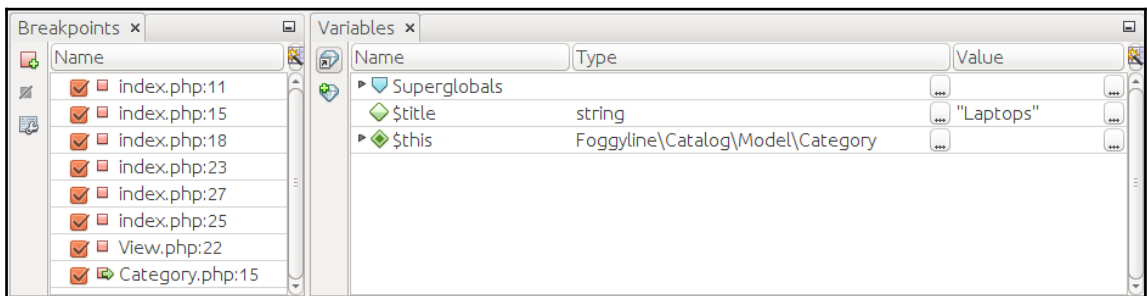 Breakpoints ×
Name
index.php:11
index.php:15
index.php:18
index.php:23
index.php:27
index.php:25
View.php:22
Category.php:15
Variables ×
Name Type Value
Superglobals ... ...
$title string ... "Laptops" ...
$this Foggyline\Catalog\Model\Category ... ...